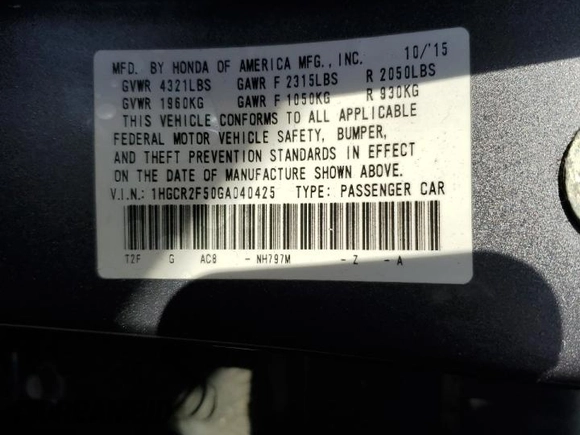 MFD. BY HONDA OF AMERICA MFG., INC. 10/'15
GVWR 4321LBS GAWR F 2315LBS R 2050LBS
GVWR 1960KG GAWR F 1050KG R 930KG
THIS VEHICLE CONFORMS TO ALL APPLICABLE
FEDERAL MOTOR VEHICLE SAFETY, BUMPER,
AND THEFT PREVENTION STANDARDS IN EFFECT
ON THE DATE OF MANUFACTURE SHOWN ABOVE.
V.I.N.: 1HGCR2F50GA040425 TYPE: PASSENGER CAR
T2F G AC8 - NH797M - Z - A